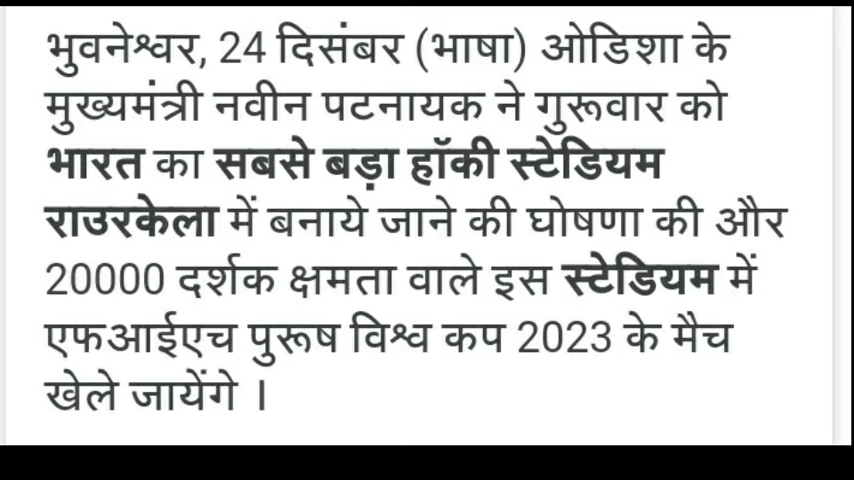 भुवनेश्वर, 24 दिसंबर (भाषा) ओडिशा के
मुख्यमंत्री नवीन पटनायक ने गुरूवार को
भारत का सबसे बड़ा हॉकी स्टेडियम
राउरकेला में बनाये जाने की घोषणा की और
20000 दर्शक क्षमता वाले इस स्टेडियम में
एफआईएच पुरूष विश्व कप 2023 के मैच
खेले जायेंगे ।